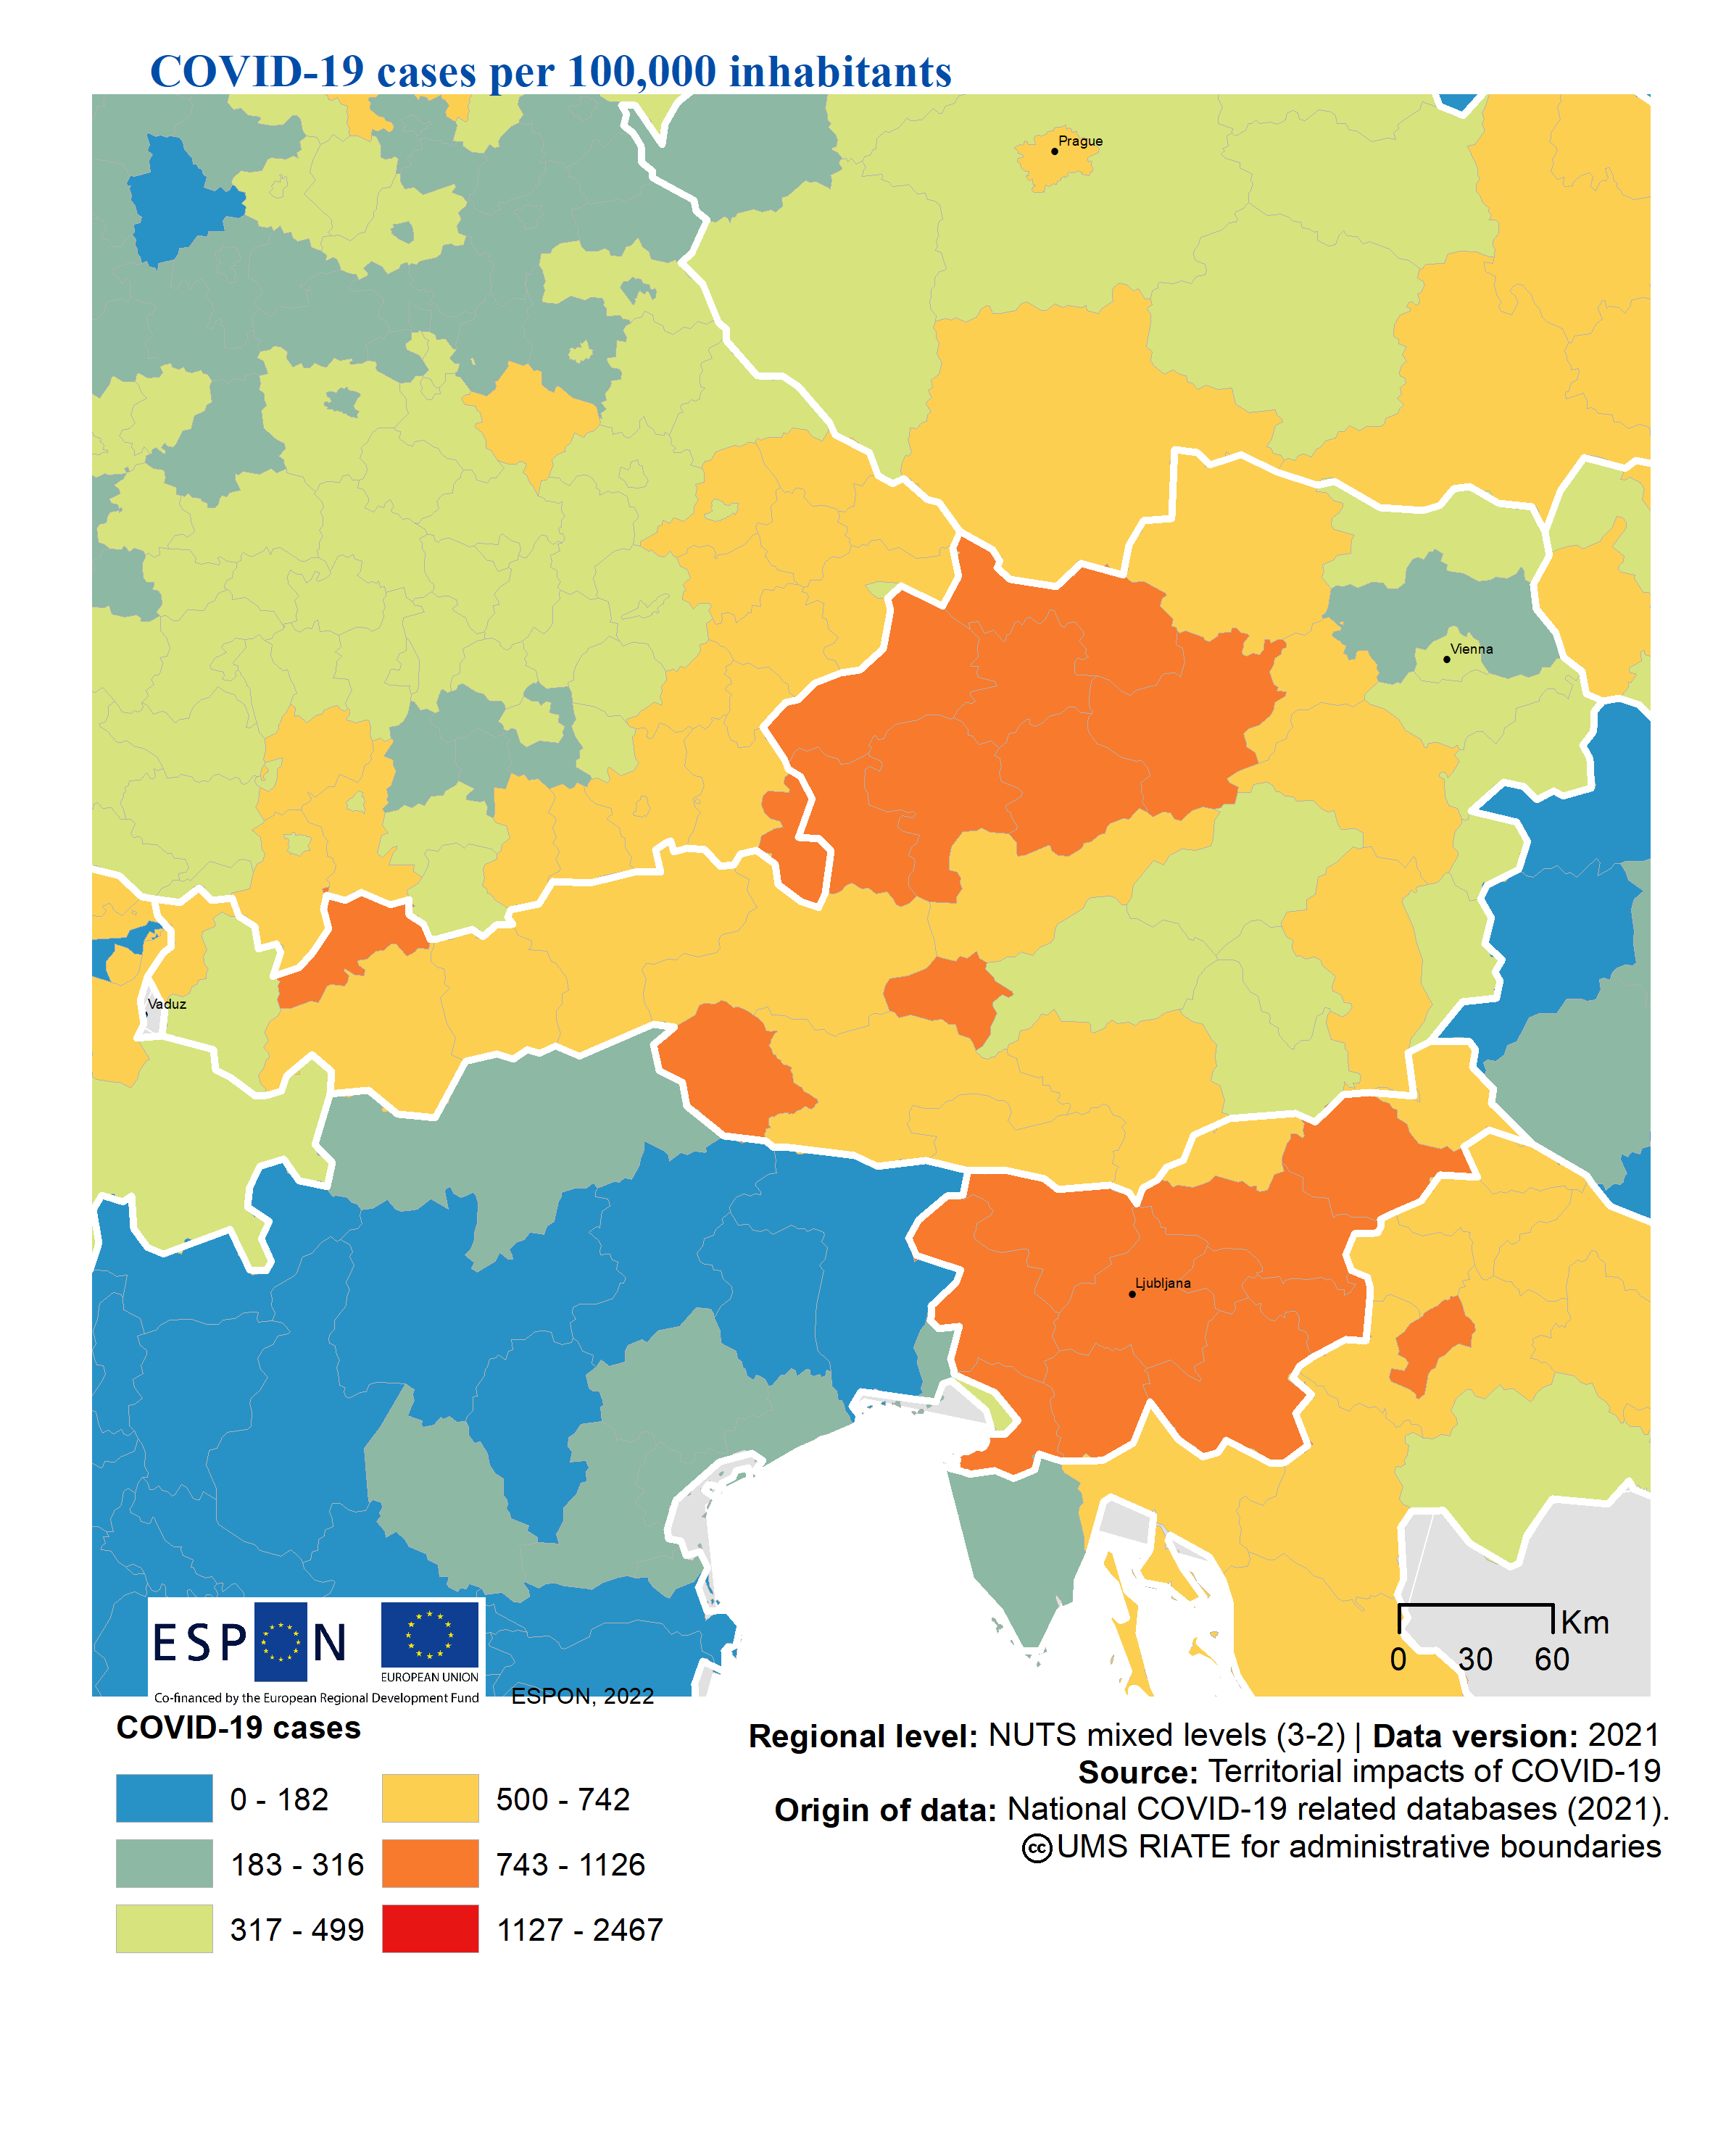 COVID-19 cases per 100,000 inhabitants
Prague
Vienna
Vaduz
Ljubljana
Km
0 30 60
ESPON
EUROPEAN UNION
Co-financed by the European Regional Development Fund
ESPON, 2022
COVID-19 cases
0 - 182
183 - 316
317 - 499
500 - 742
743 - 1126
1127 - 2467
Regional level: NUTS mixed levels (3-2) | Data version: 2021
Source: Territorial impacts of COVID-19
Origin of data: National COVID-19 related databases (2021).
cc UMS RIATE for administrative boundaries